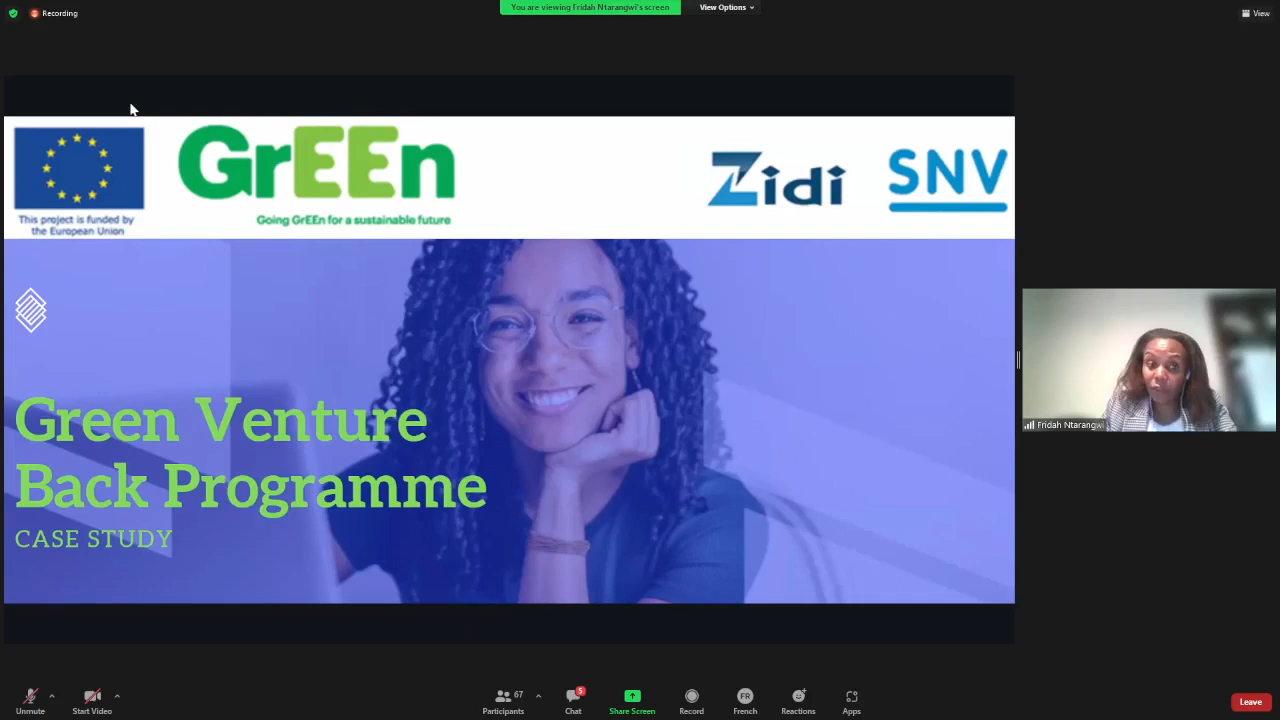 Recording
You are viewing Fridah Ntarangwi's screen
View Options
View
This project is funded by
the European Union
GrEEn
Going GrEEn for a sustainable future
Zidi
SNV
Green Venture
Back Programme
CASE STUDY
Fridah Ntarangwi
Unmute
Start Video
67
Participants
5
Chat
Share Screen
Record
FR
French
Reactions
Apps
Leave